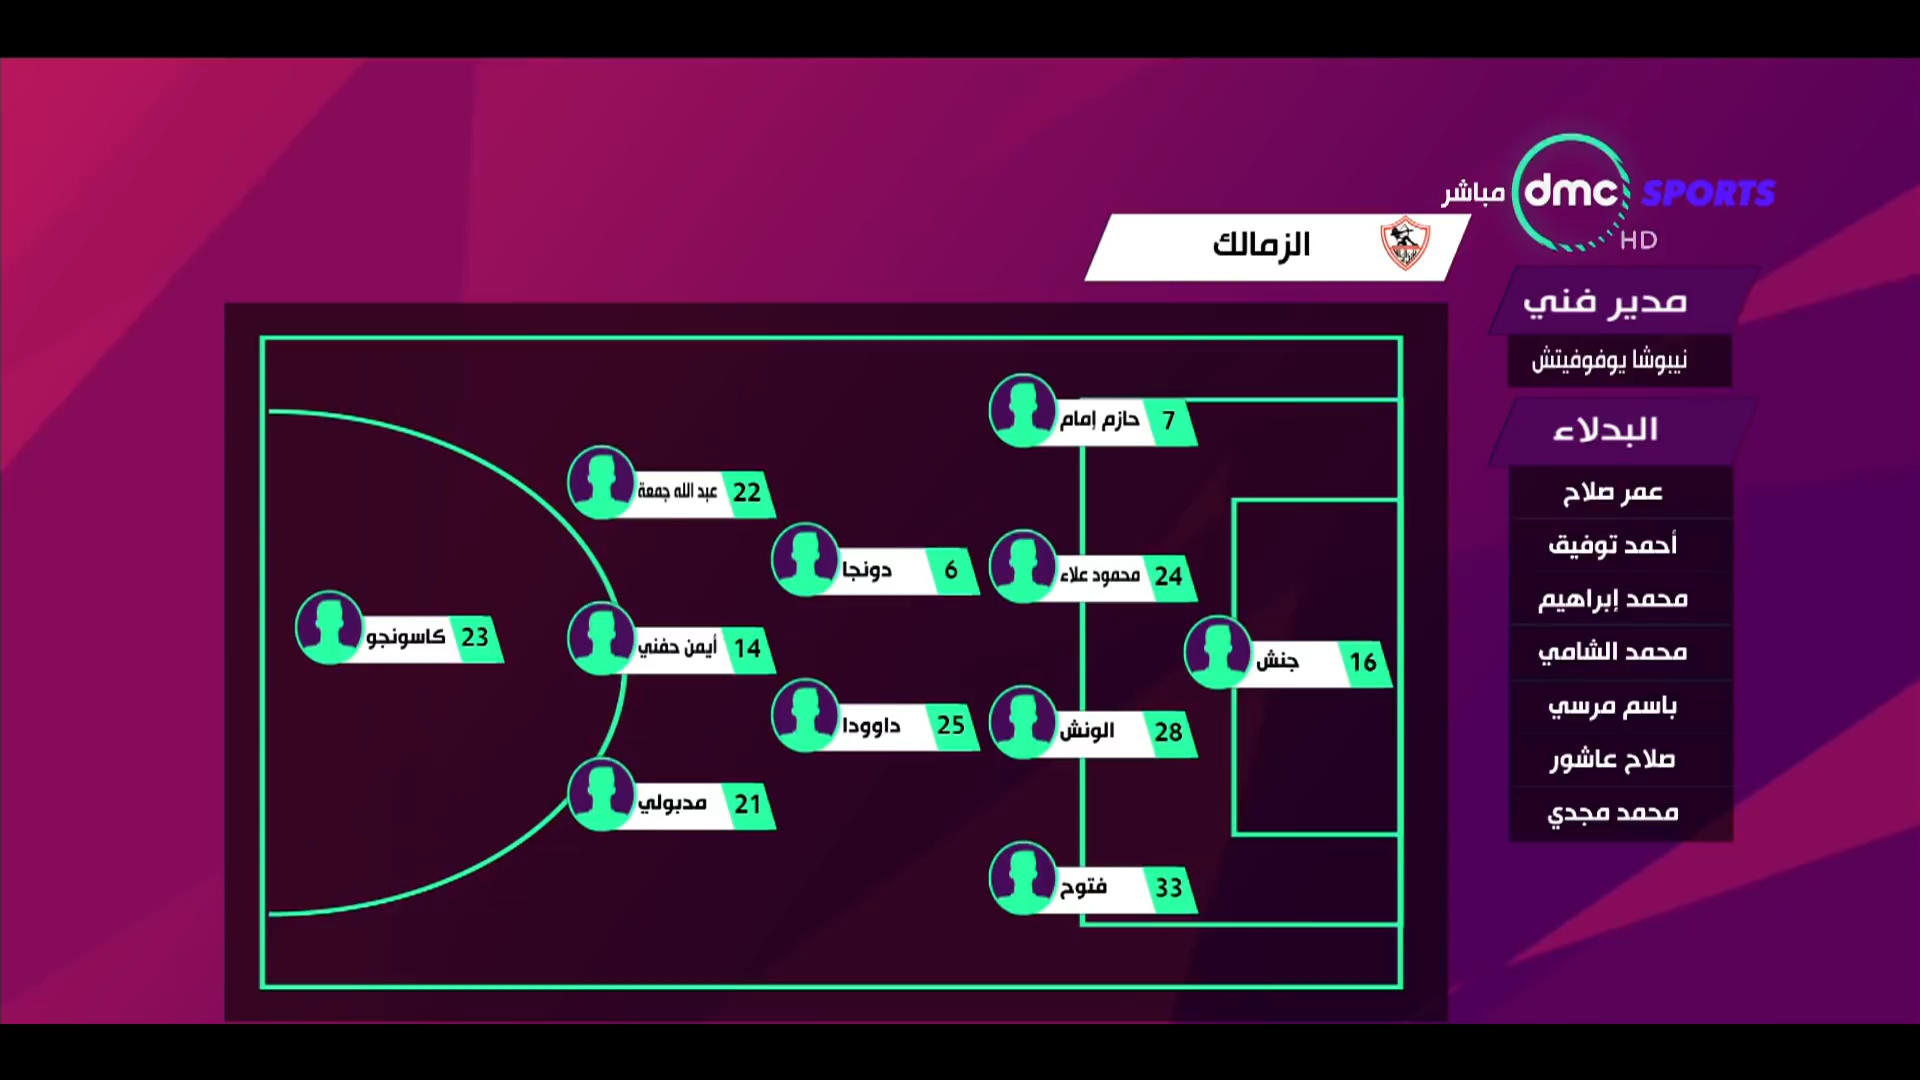 مباشر
dmc SPORTS
HD
الزمالك
مدير فني
نيبوشا يوفوفيتش
البدلاء
عمر صلاح
أحمد توفيق
محمد إبراهيم
محمد الشامي
باسم مرسي
صلاح عاشور
محمد مجدي
16 جنش
7 حازم إمام
24 محمود علاء
28 الونش
33 فتوح
6 دونجا
25 داوودا
22 عبد الله جمعة
14 أيمن حفني
21 مدبولي
23 كاسونجو